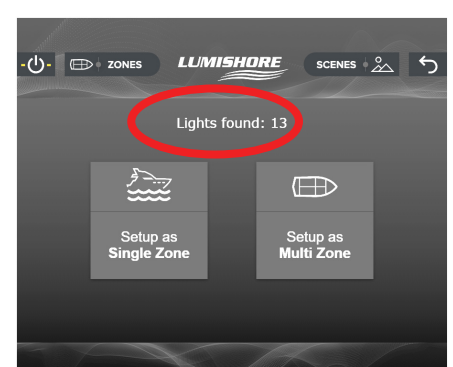 ZONES
LUMISHORE
SCENES
Lights found: 13
Setup as
Single Zone
Setup as
Multi Zone